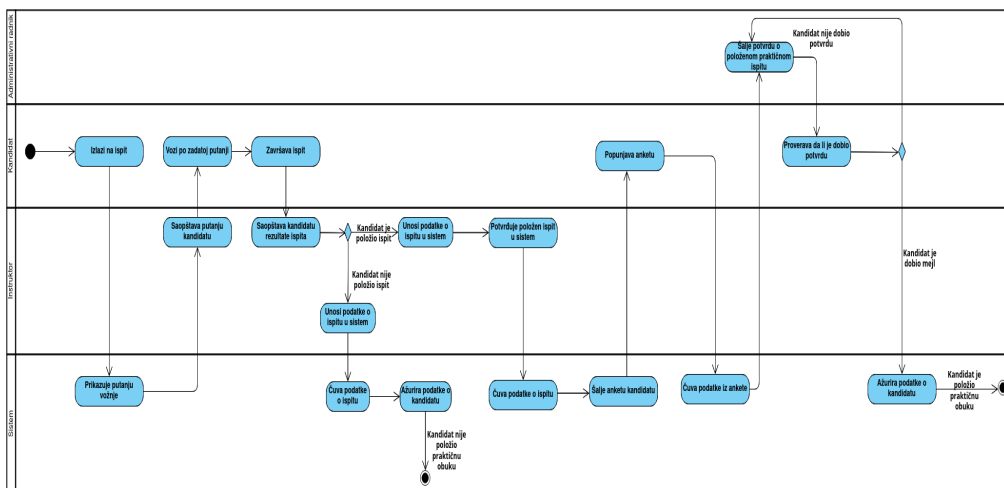 Administrativni radnik
Šalje potvrdu o
položenom praktičnom
ispitu
Kandidat nije dobio
potvrdu
Kandidat
Izlazi na ispit
Vozi po zadatoj putanji
Završava ispit
Popunjava anketu
Proverava da li je dobio
potvrdu
Instruktor
Saopštava putanju
kandidatu
Saopštava kandidatu
rezultate ispita
Kandidat je
položio ispit
Unosi podatke o
ispitu u sistem
Potvrđuje položen ispit
u sistem
Kandidat nije
položio ispit
Unosi podatke o
ispitu u sistem
Kandidat je
dobio mejl
Sistem
Prikazuje putanju
vožnje
Čuva podatke
o ispitu
Ažurira podatke o
kandidatu
Kandidat nije
položio
praktičnu
obuku
Čuva podatke o ispitu
Šalje anketu kandidatu
Čuva podatke iz ankete
Ažurira podatke o
kandidatu
Kandidat je
položio
praktičnu
obuku